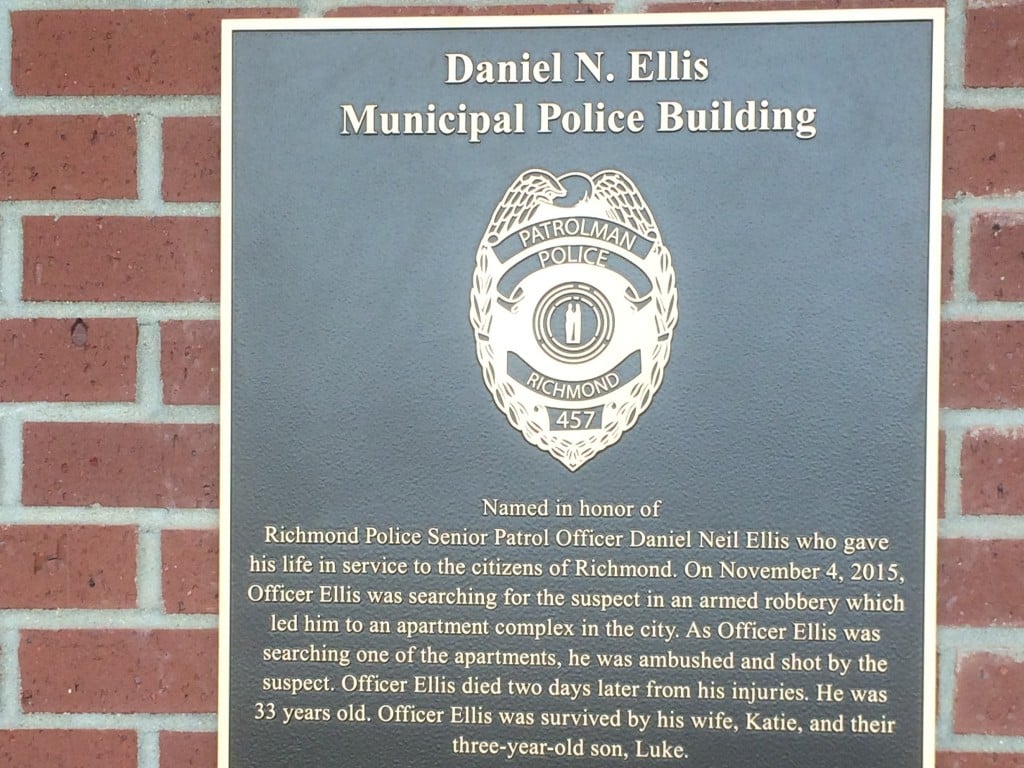 Daniel N. Ellis
Municipal Police Building
PATROLMAN
POLICE
RICHMOND
457
Named in honor of
Richmond Police Senior Patrol Officer Daniel Neil Ellis who gave
his life in service to the citizens of Richmond. On November 4, 2015,
Officer Ellis was searching for the suspect in an armed robbery which
led him to an apartment complex in the city. As Officer Ellis was
searching one of the apartments, he was ambushed and shot by the
suspect. Officer Ellis died two days later from his injuries. He was
33 years old. Officer Ellis was survived by his wife, Katie, and their
three-year-old son, Luke.